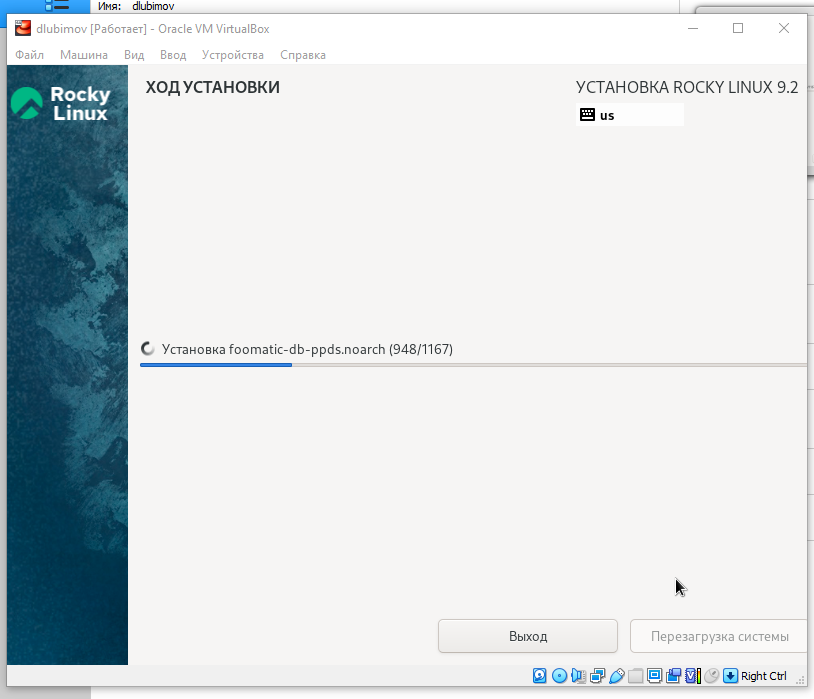 Имя: dlubimov
dlubimov [Работает] - Oracle VM VirtualBox
Файл Машина Вид Ввод Устройства Справка
Rocky
Linux
ХОД УСТАНОВКИ
УСТАНОВКА ROCKY LINUX 9.2
us
Установка foomatic-db-ppds.noarch (948/1167)
Выход
Перезагрузка системы
Right Ctrl